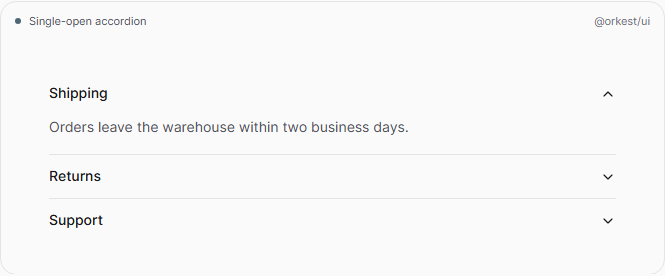 Single-open accordion
@orkest/ui
Shipping
Orders leave the warehouse within two business days.
Returns
Support